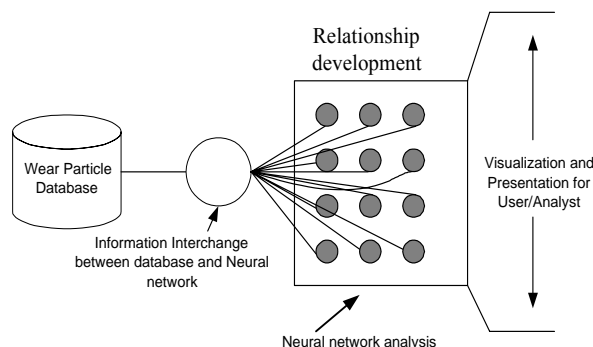 Relationship
development
Wear Particle
Database
Visualization and
Presentation for
User/Analyst
Information Interchange
between database and Neural
network
Neural network analysis